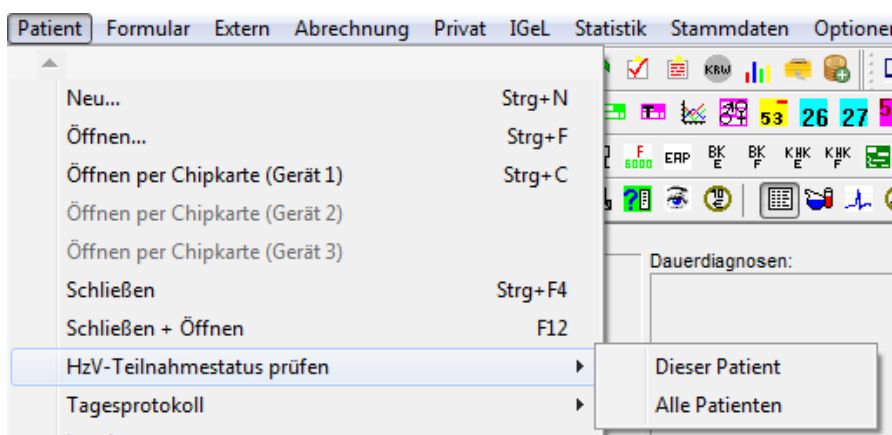 Patient Formular Extern Abrechnung Privat IGeL Statistik Stammdaten
KBW
Neu... Strg+N
53 26 27
Öffnen... Strg+F
F 6000 EAP BK E BK F KHK E KHK F
Öffnen per Chipkarte (Gerät 1) Strg+C
Öffnen per Chipkarte (Gerät 2)
Öffnen per Chipkarte (Gerät 3)
Dauerdiagnosen:
Schließen Strg+F4
Schließen + Öffnen F12
HzV-Teilnahmestatus prüfen
Dieser Patient
Tagesprotokoll
Alle Patienten